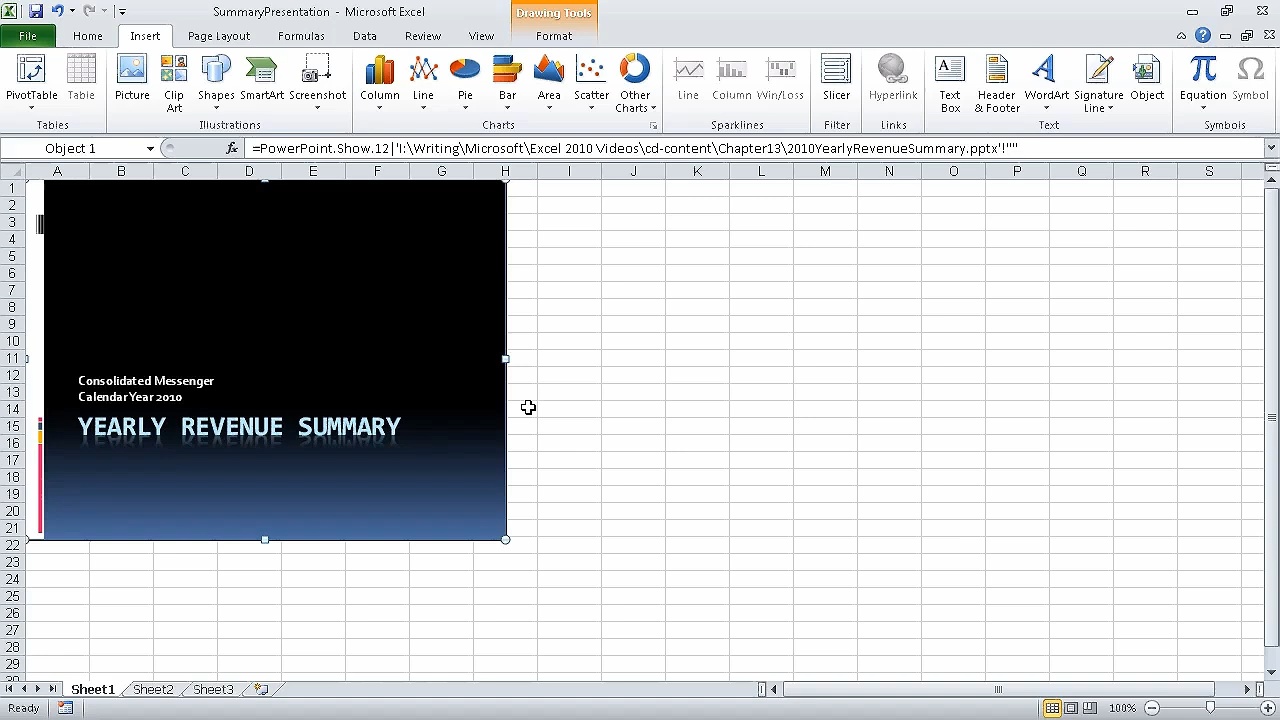 SummaryPresentation - Microsoft Excel
Drawing Tools
File Home Insert Page Layout Formulas Data Review View Format
PivotTable Table Picture Clip Art Shapes SmartArt Screenshot Column Line Pie Bar Area Scatter Other Charts Line Column Win/Loss Slicer Hyperlink Text Box Header & Footer WordArt Signature Line Object Equation Symbol
Tables Illustrations Charts Sparklines Filter Links Text Symbols
Object 1 fx =PowerPoint.Show.12|'I:\Writing\Microsoft\Excel 2010 Videos\cd-content\Chapter13\2010YearlyRevenueSummary.pptx'!""
A B C D E F G H I J K L M N O P Q R S
1
2
3
4
5
6
7
8
9
10
11
12
13
14
15
16
17
18
19
20
21
22
23
24
25
26
27
28
29
Consolidated Messenger
Calendar Year 2010
YEARLY REVENUE SUMMARY
Sheet1 Sheet2 Sheet3
Ready 100%